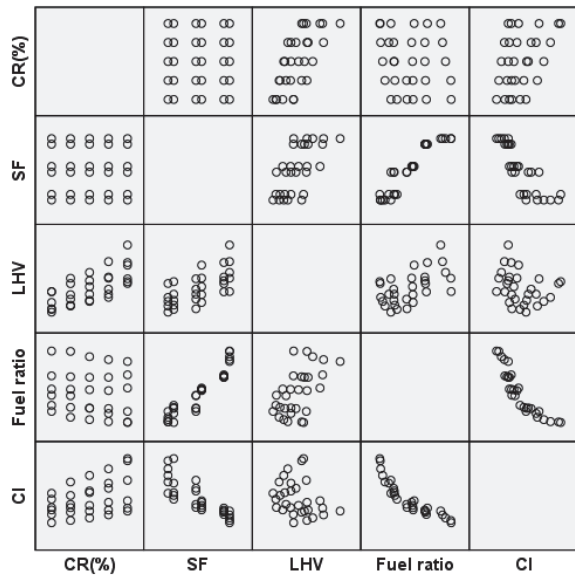 CR(%)
SF
LHV
Fuel ratio
CI
CR(%) SF LHV Fuel ratio CI